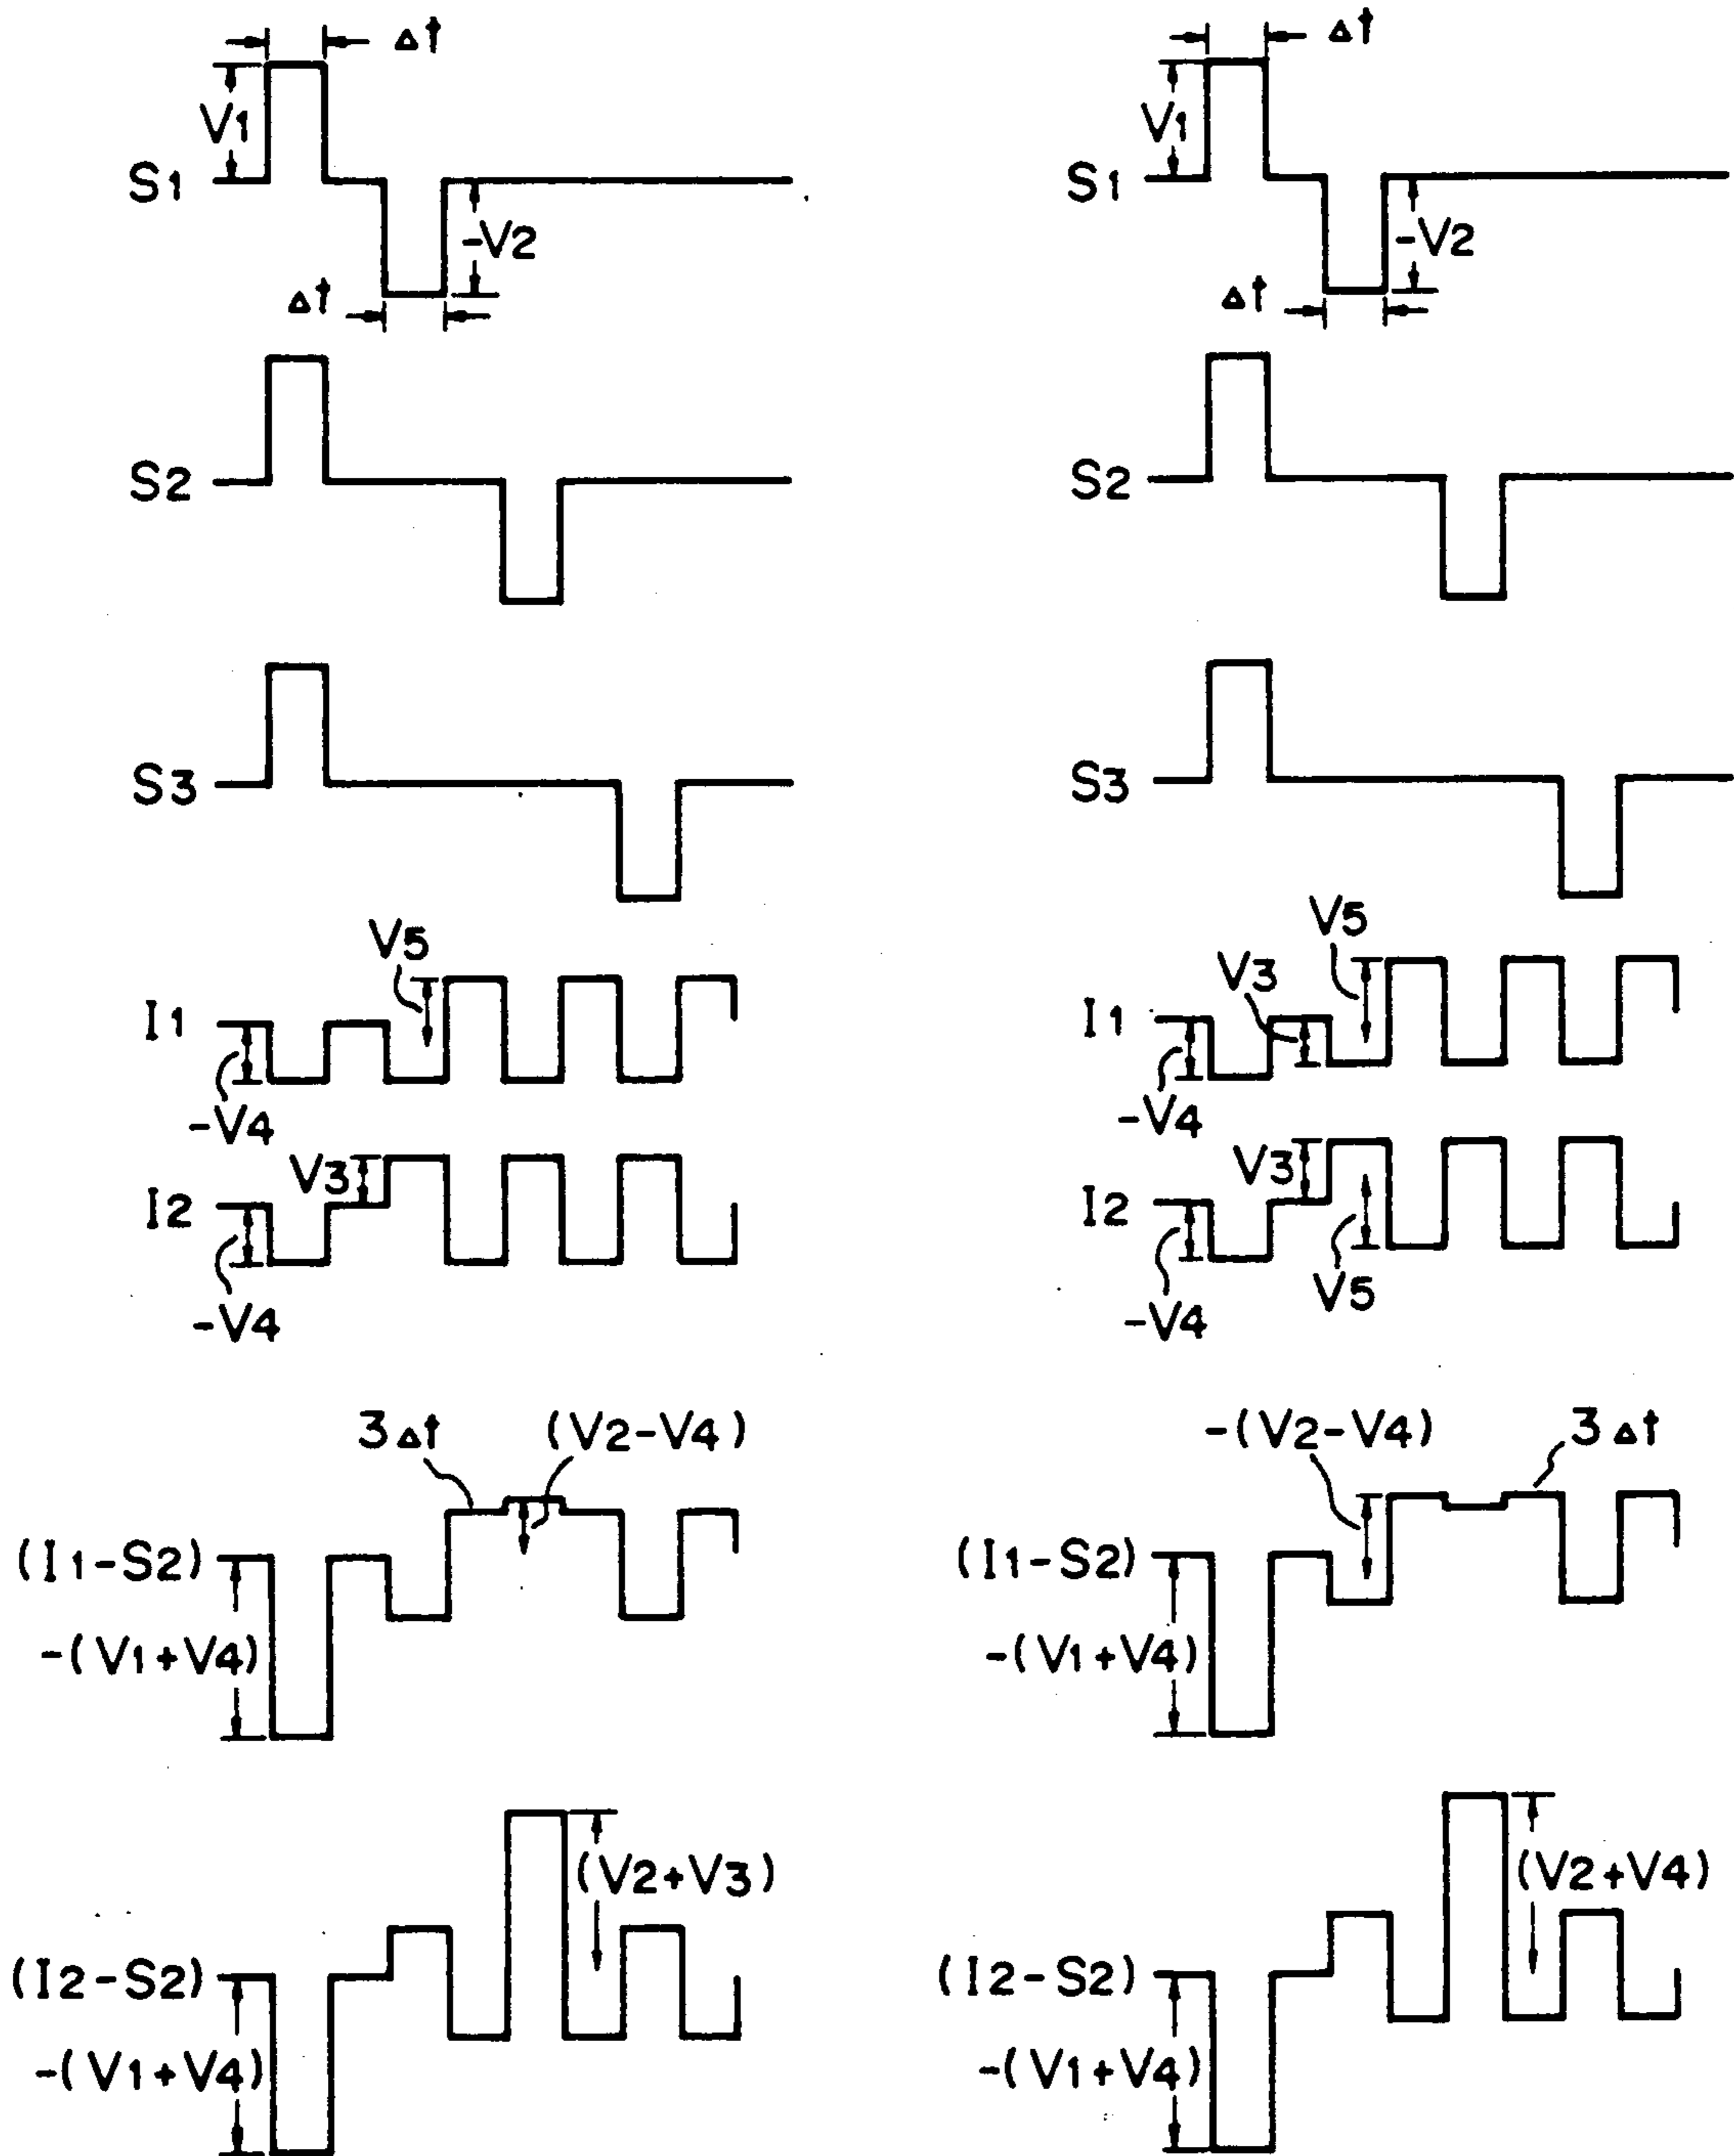 Δt
V1
S1
-V2
Δt
S2
S3
V5
I1
-V4
V3
I2
-V4
3Δt
(V2-V4)
(I1-S2)
-(V1+V4)
(V2+V3)
(I2-S2)
-(V1+V4)
Δt
V1
S1
-V2
Δt
S2
S3
V5
V3
I1
-V4
V3
I2
V5
-V4
-(V2-V4)
3Δt
(I1-S2)
-(V1+V4)
(V2+V4)
(I2-S2)
-(V1+V4)